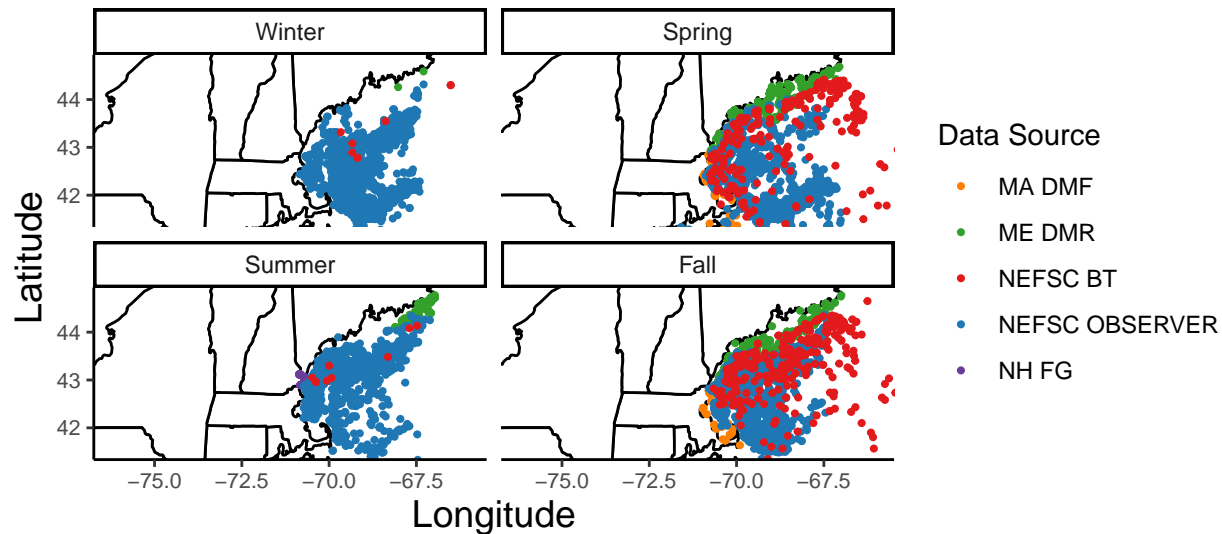 Winter
Spring
44
43
42
Summer
Fall
44
43
42
−75.0
−72.5
−70.0
−67.5
−75.0
−72.5
−70.0
−67.5
Longitude
Latitude
Data Source
MA DMF
ME DMR
NEFSC BT
NEFSC OBSERVER
NH FG